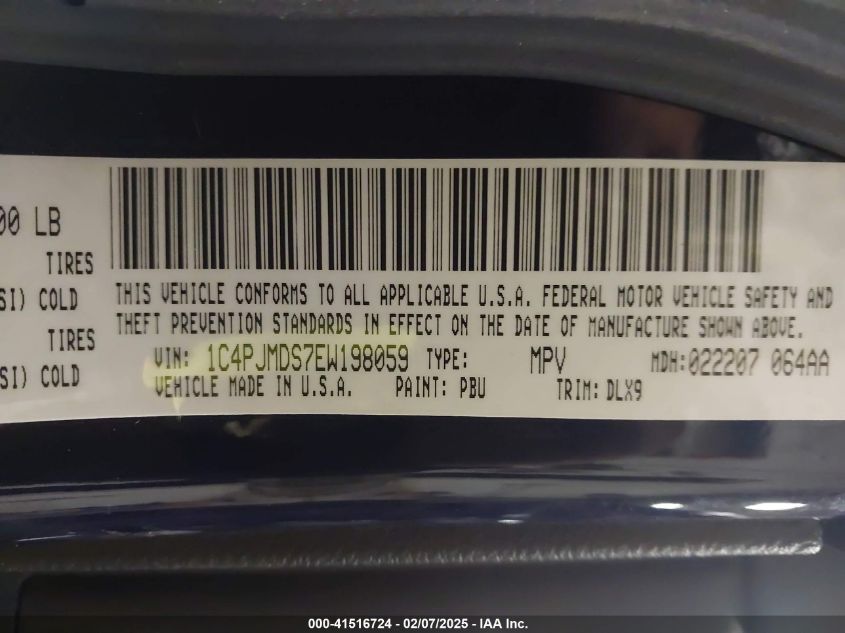 00 LB
TIRES
SI) COLD
TIRES
SI) COLD
THIS VEHICLE CONFORMS TO ALL APPLICABLE U.S.A. FEDERAL MOTOR VEHICLE SAFETY AND
THEFT PREVENTION STANDARDS IN EFFECT ON THE DATE OF MANUFACTURE SHOWN ABOVE.
VIN: 1C4PJMDS7EW198059 TYPE: MPV MDH:022207 064AA
VEHICLE MADE IN U.S.A. PAINT: PBU TRIM: DLX9
000-41516724 — 02/07/2025 — IAA Inc.